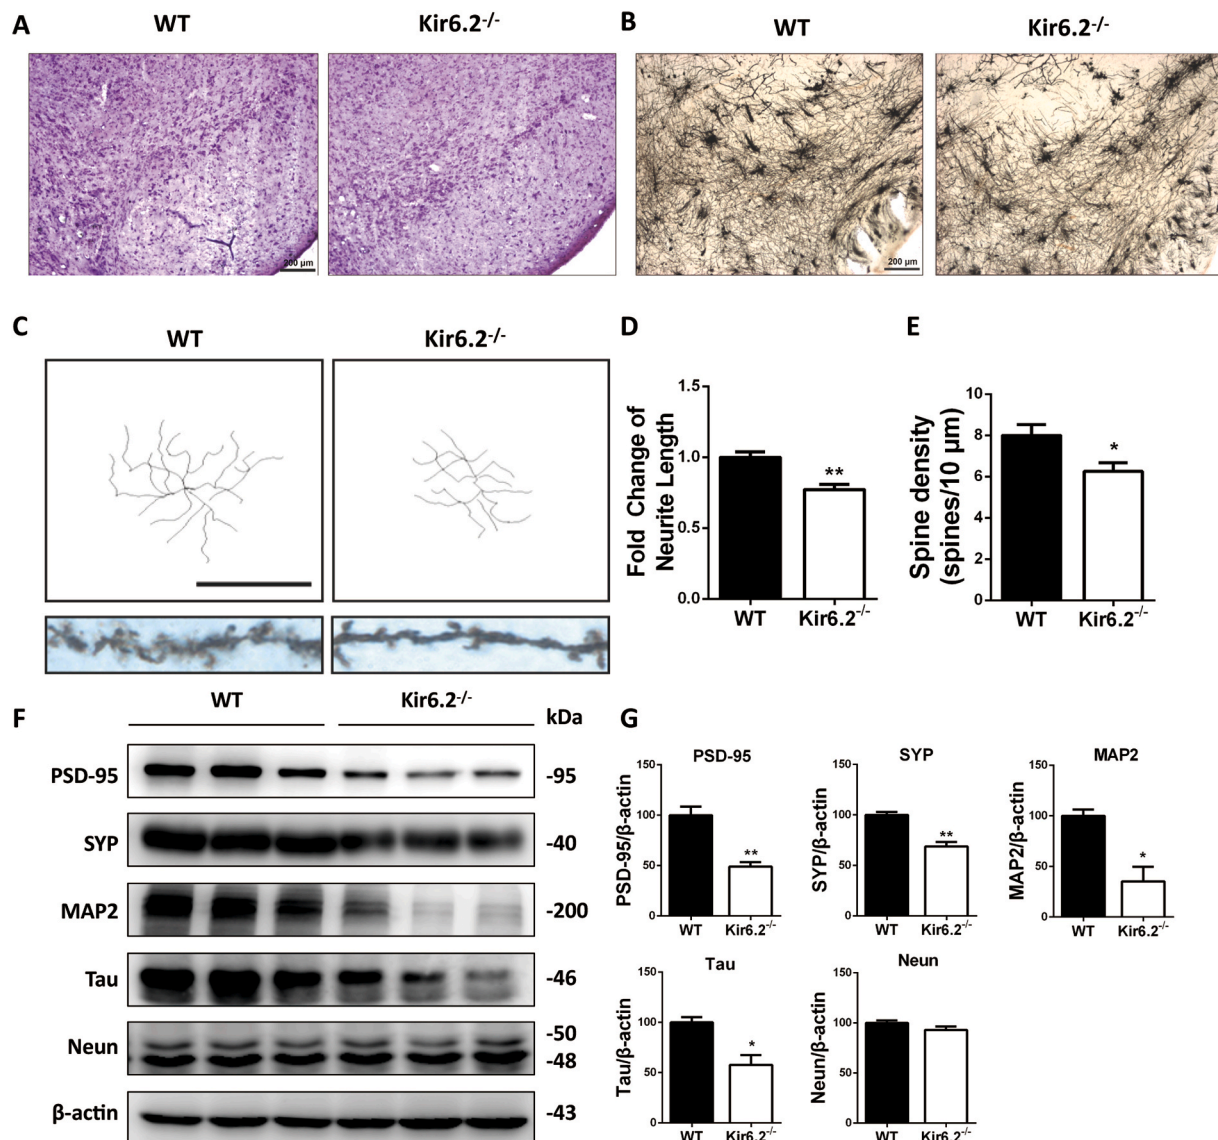 A
WT
Kir6.2-/-
200 µm
B
WT
Kir6.2-/-
200 µm
C
WT
Kir6.2-/-
D
Fold Change of
Neurite Length
1.5
1.0
0.5
0.0
**
WT
Kir6.2-/-
E
Spine density
(spines/10 µm)
10
8
6
4
2
0
*
WT
Kir6.2-/-
F
WT
Kir6.2-/-
kDa
PSD-95
-95
SYP
-40
MAP2
-200
Tau
-46
Neun
-50
-48
β-actin
-43
G
PSD-95
PSD-95/β-actin
150
100
50
0
**
WT
Kir6.2-/-
SYP
SYP/β-actin
150
100
50
0
**
WT
Kir6.2-/-
MAP2
MAP2/β-actin
150
100
50
0
*
WT
Kir6.2-/-
Tau
Tau/β-actin
150
100
50
0
*
WT
Kir6.2-/-
Neun
Neun/β-actin
150
100
50
0
WT
Kir6.2-/-